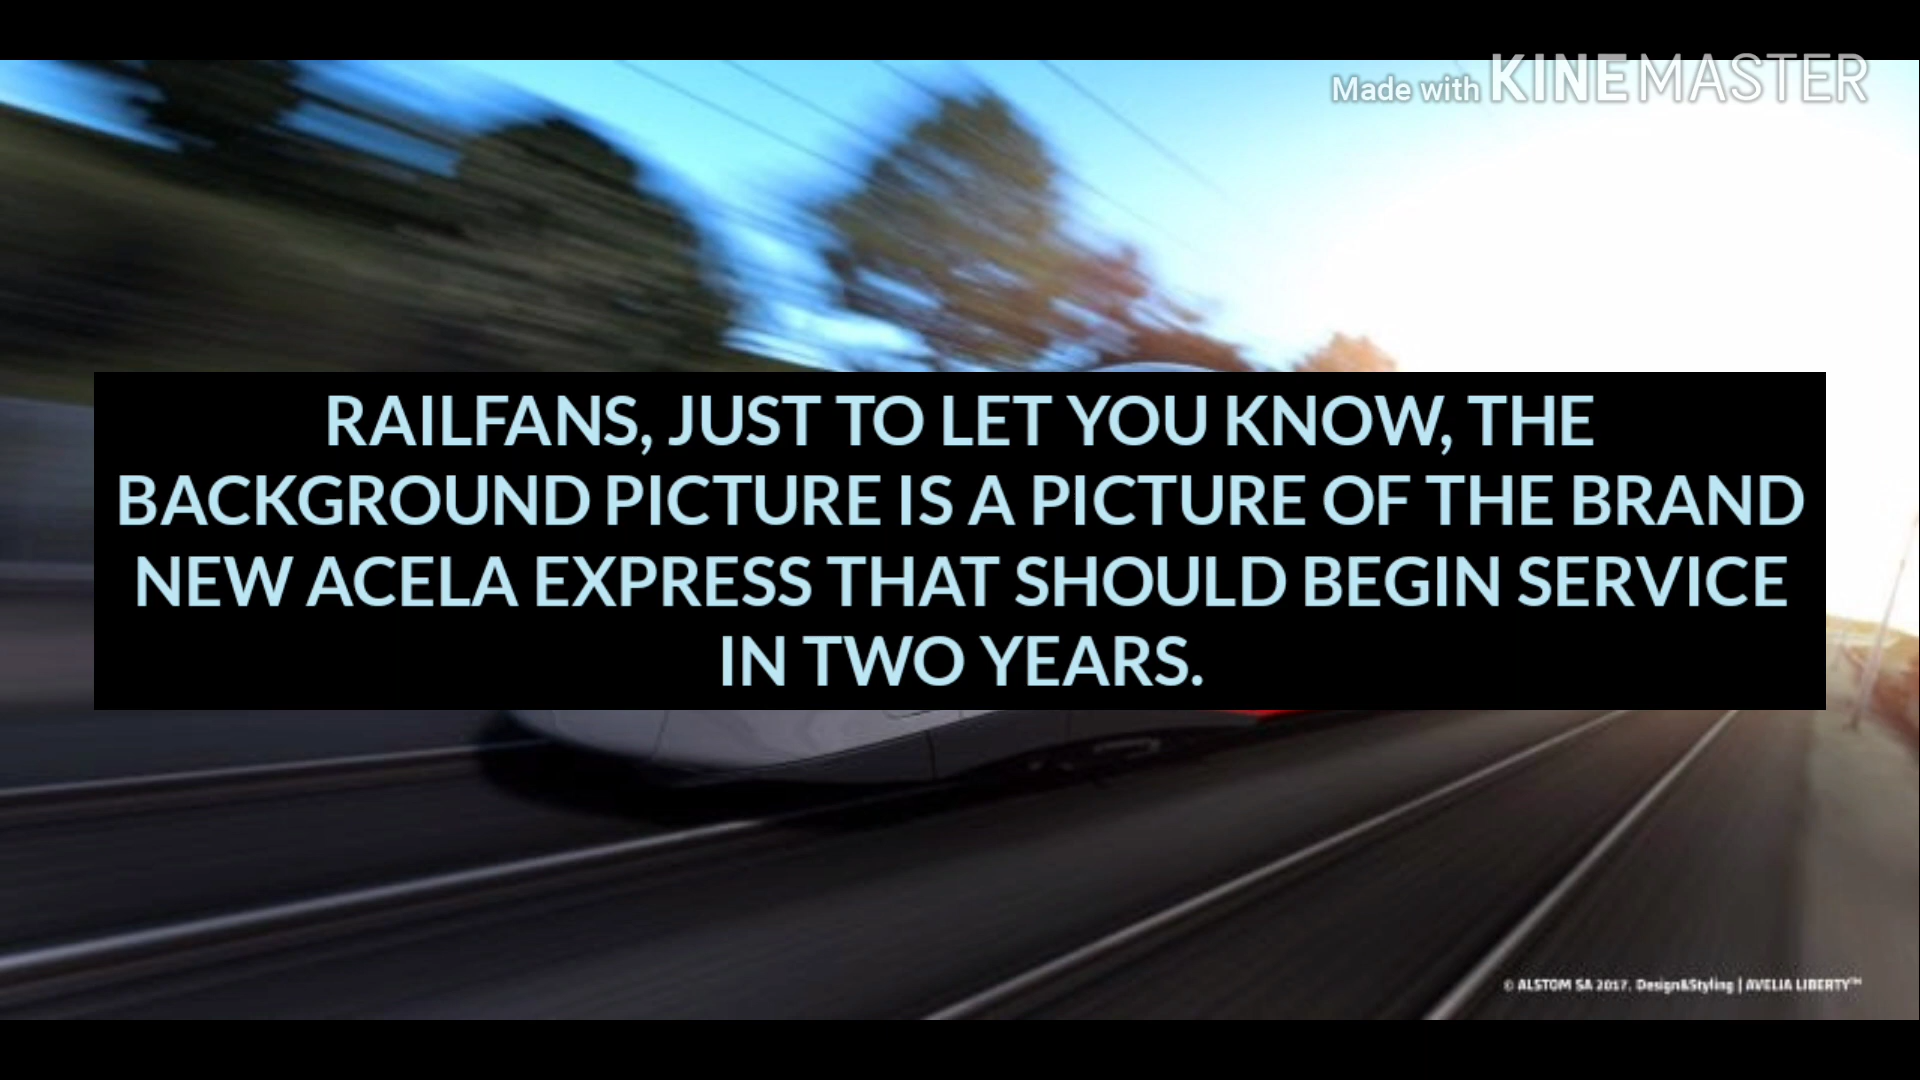 Made with KINEMASTER
RAILFANS, JUST TO LET YOU KNOW, THE
BACKGROUND PICTURE IS A PICTURE OF THE BRAND
NEW ACELA EXPRESS THAT SHOULD BEGIN SERVICE
IN TWO YEARS.
© ALSTOM SA 2017. Design&Styling | AVELIA LIBERTY™